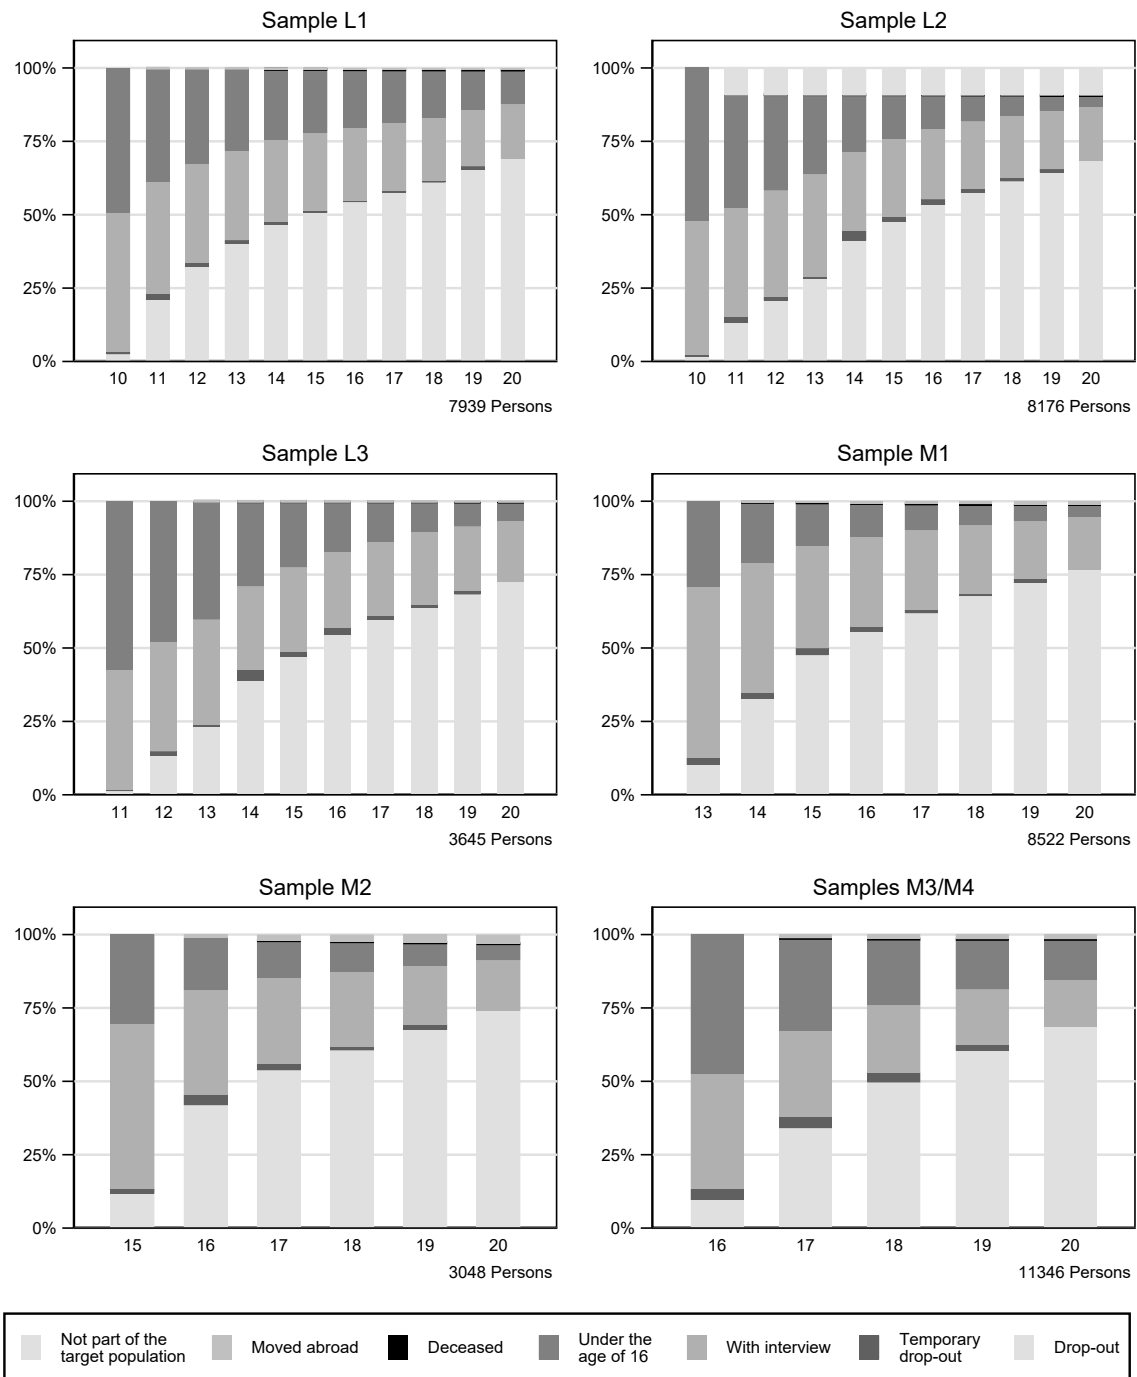 Sample L1
100%
75%
50%
25%
0%
10 11 12 13 14 15 16 17 18 19 20
7939 Persons
Sample L2
100%
75%
50%
25%
0%
10 11 12 13 14 15 16 17 18 19 20
8176 Persons
Sample L3
100%
75%
50%
25%
0%
11 12 13 14 15 16 17 18 19 20
3645 Persons
Sample M1
100%
75%
50%
25%
0%
13 14 15 16 17 18 19 20
8522 Persons
Sample M2
100%
75%
50%
25%
0%
15 16 17 18 19 20
3048 Persons
Samples M3/M4
100%
75%
50%
25%
0%
16 17 18 19 20
11346 Persons
Not part of the
target population
Moved abroad
Deceased
Under the
age of 16
With interview
Temporary
drop-out
Drop-out